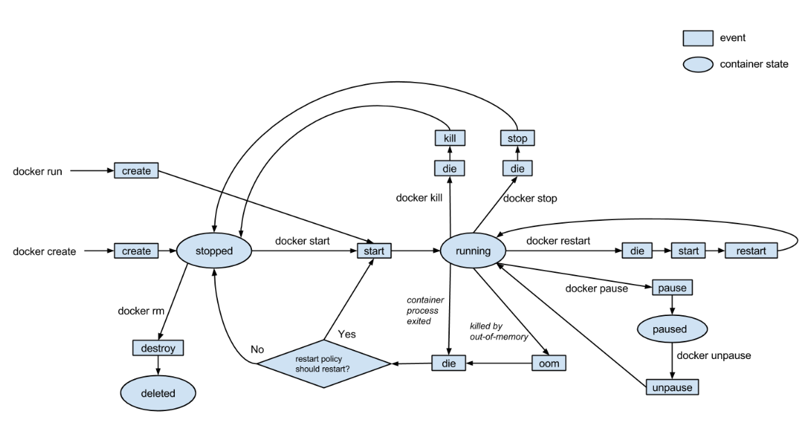 event
container state
kill
stop
docker run
create
die
die
docker kill
docker stop
docker create
create
stopped
docker start
start
running
docker restart
die
start
restart
docker pause
pause
container
process
exited
docker rm
killed by
out-of-memory
paused
Yes
No
destroy
restart policy
should restart?
die
oom
docker unpause
unpause
deleted